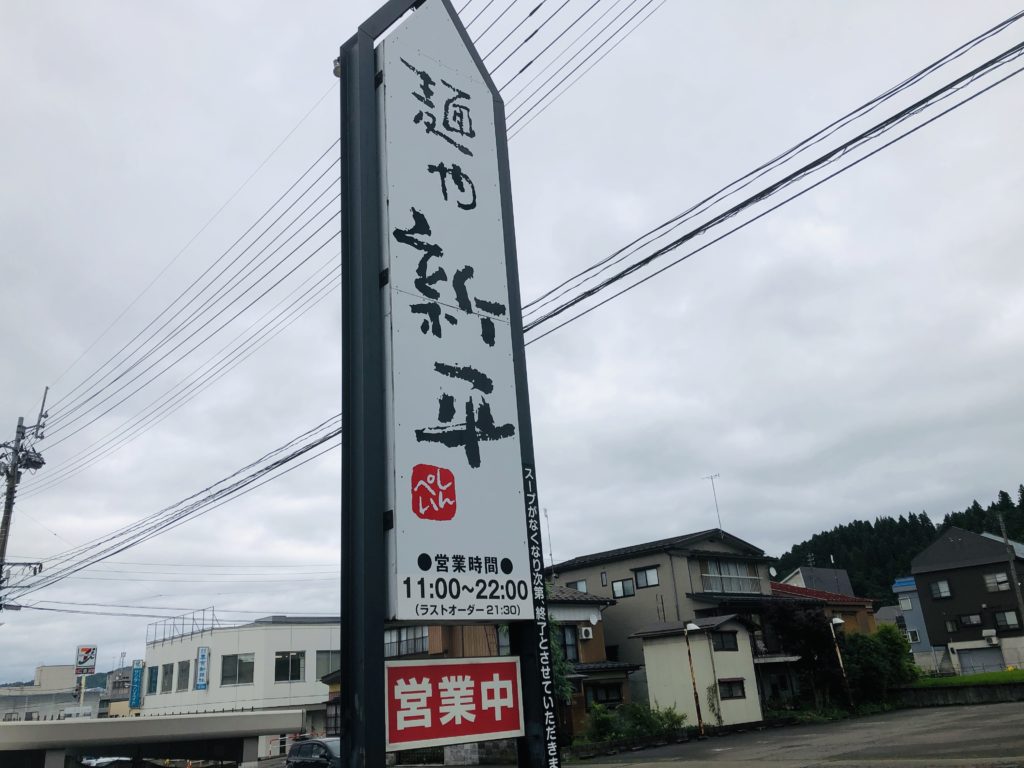 麺や
新平
しん
ぺい
●営業時間●
11:00~22:00
(ラストオーダー21:30)
営業中
スープがなくなり次第、終了とさせていただきま